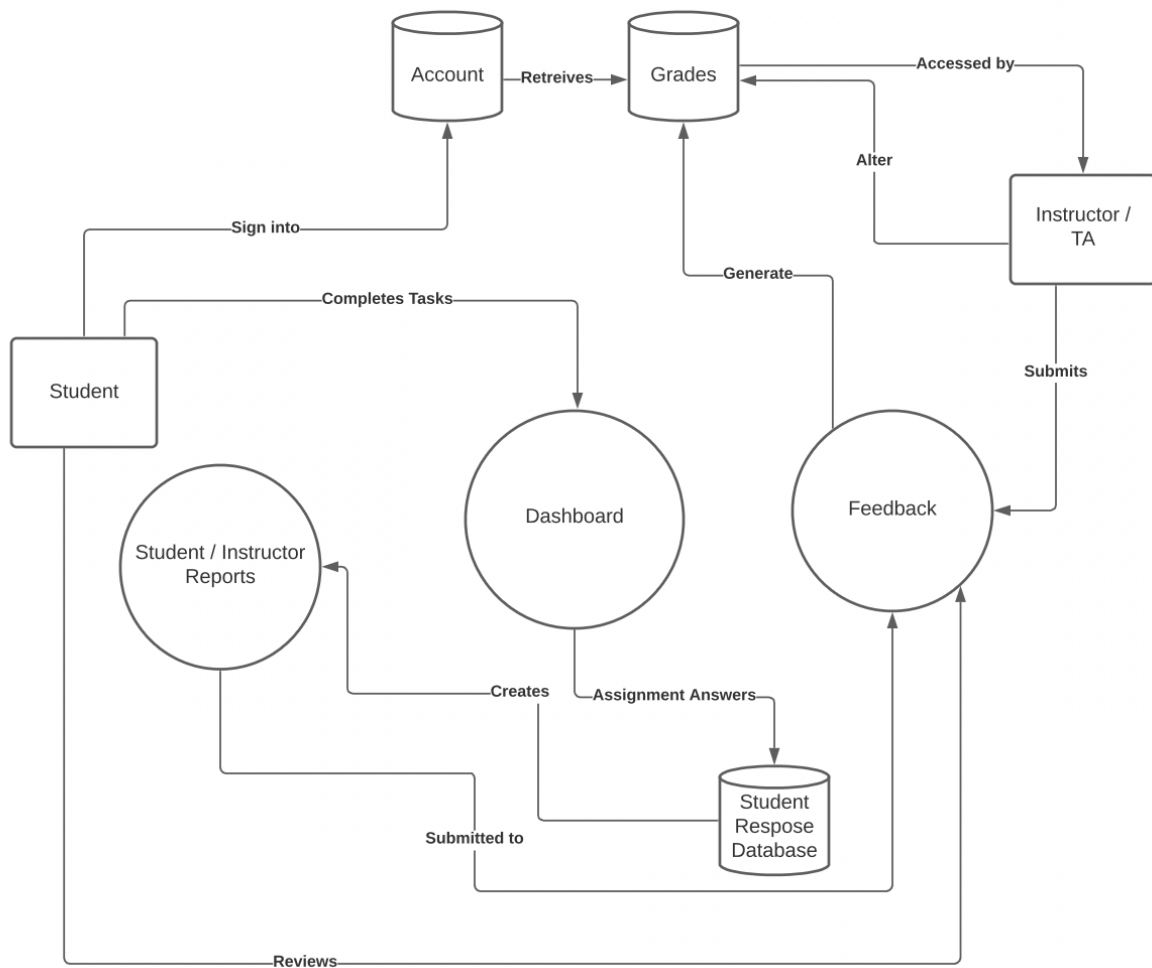 Account
Retreives
Grades
Accessed by
Alter
Instructor /
TA
Sign into
Generate
Completes Tasks
Submits
Student
Dashboard
Feedback
Student / Instructor
Reports
Creates
Assignment Answers
Student
Respose
Database
Submitted to
Reviews